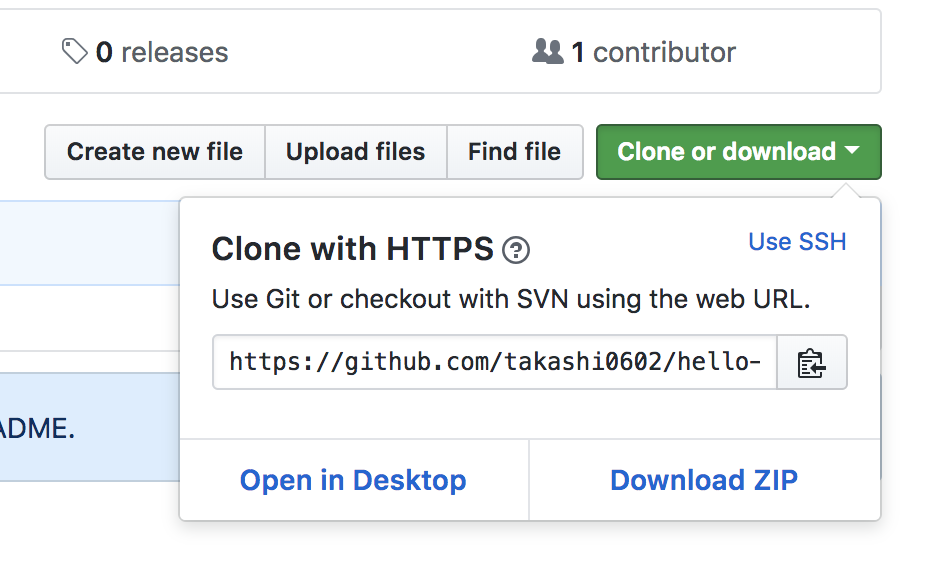 0 releases
1 contributor
Create new file
Upload files
Find file
Clone or download
Clone with HTTPS
Use SSH
Use Git or checkout with SVN using the web URL.
https://github.com/takashi0602/hello-
ADME.
Open in Desktop
Download ZIP